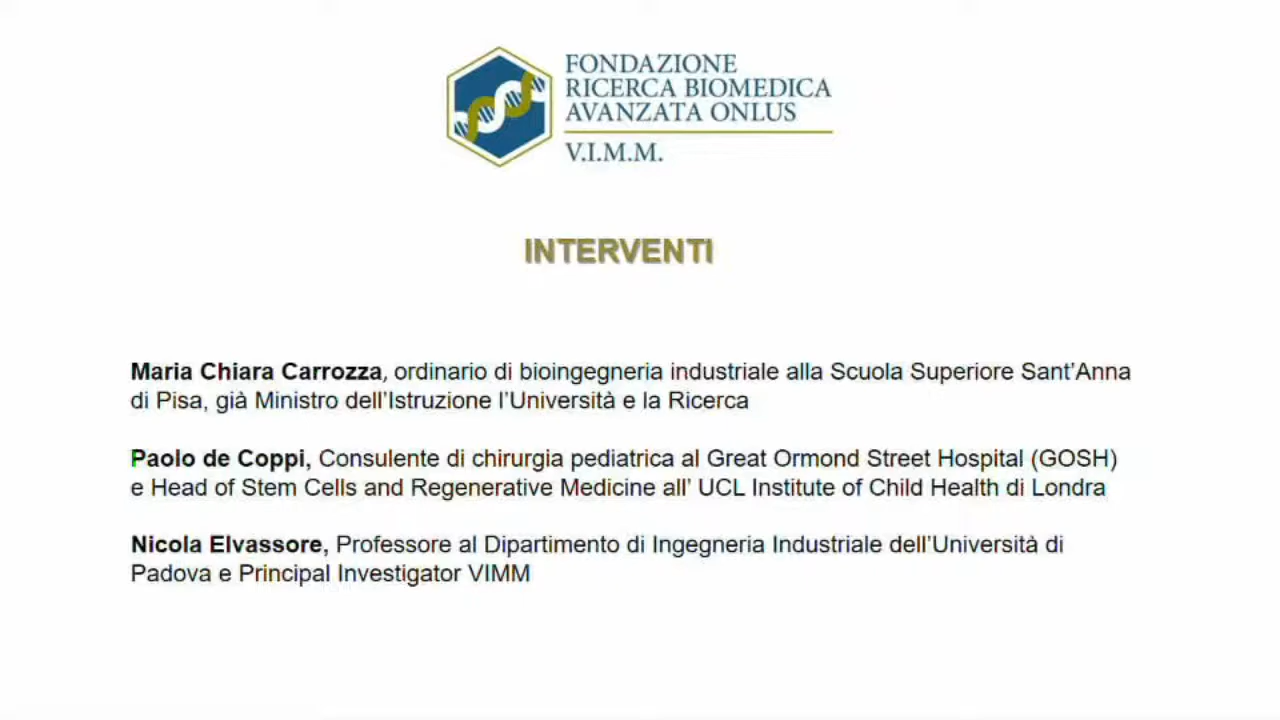 FONDAZIONE
RICERCA BIOMEDICA
AVANZATA ONLUS
V.I.M.M.
INTERVENTI
Maria Chiara Carrozza, ordinario di bioingegneria industriale alla Scuola Superiore Sant’Anna
di Pisa, già Ministro dell’Istruzione l’Università e la Ricerca
Paolo de Coppi, Consulente di chirurgia pediatrica al Great Ormond Street Hospital (GOSH)
e Head of Stem Cells and Regenerative Medicine all’ UCL Institute of Child Health di Londra
Nicola Elvassore, Professore al Dipartimento di Ingegneria Industriale dell’Università di
Padova e Principal Investigator VIMM